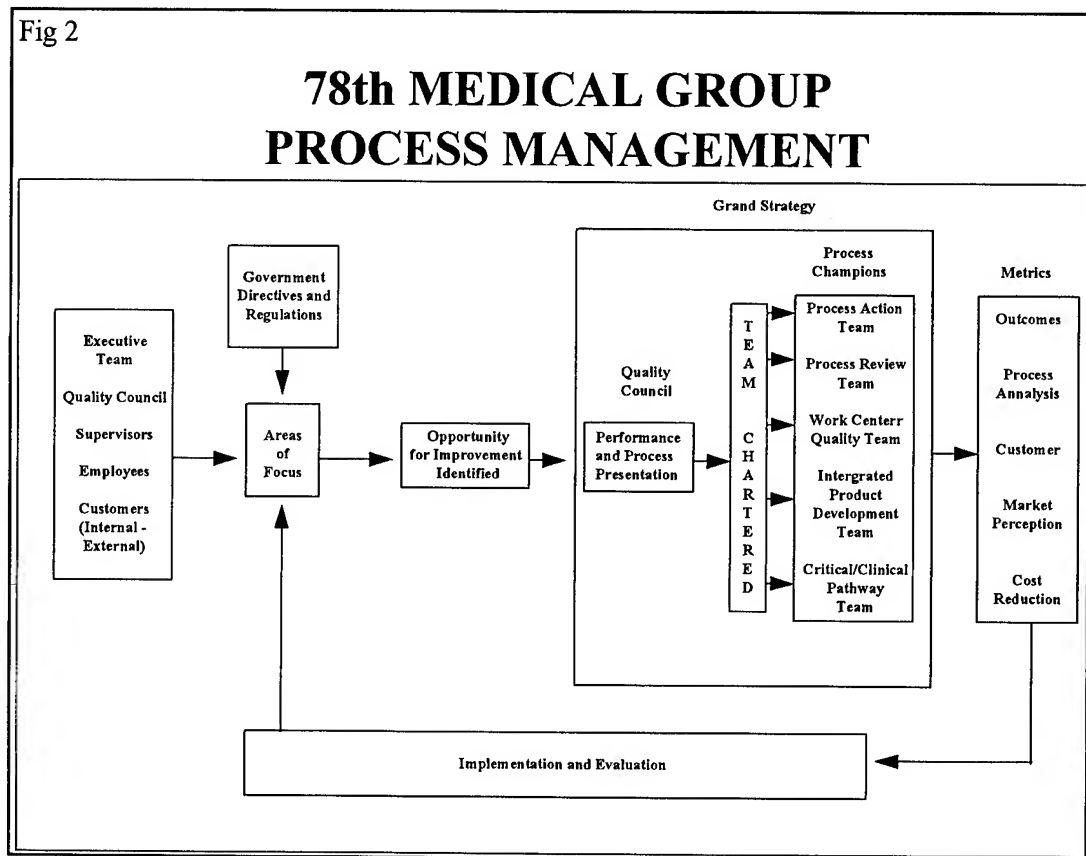 Fig 2
78th MEDICAL GROUP
PROCESS MANAGEMENT
Grand Strategy
Government
Directives and
Regulations
Executive
Team
Quality Council
Supervisors
Employees
Customers
(Internal -
External)
Areas
of
Focus
Opportunity
for Improvement
Identified
Quality
Council
Performance
and Process
Presentation
TEAM CHARTERED
Process
Champions
Process Action
Team
Process Review
Team
Work Centerr
Quality Team
Intergrated
Product
Development
Team
Critical/Clinical
Pathway
Team
Metrics
Outcomes
Process
Annalysis
Customer
Market
Perception
Cost
Reduction
Implementation and Evaluation